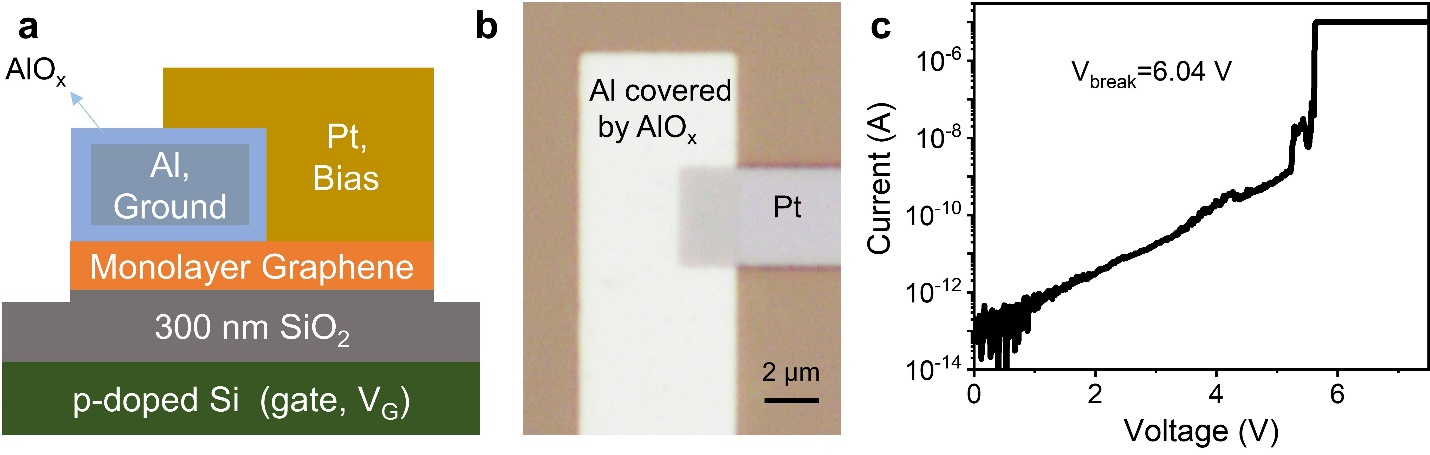 a
AlOₓ
Al,
Ground
Pt,
Bias
Monolayer Graphene
300 nm SiO₂
p-doped Si (gate, V_G)
b
Al covered
by AlOₓ
Pt
2 μm
c
V_break=6.04 V
Current (A)
10⁻⁶
10⁻⁸
10⁻¹⁰
10⁻¹²
10⁻¹⁴
0
2
4
6
Voltage (V)